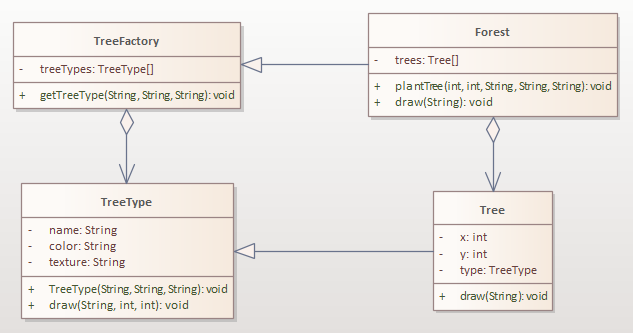 TreeFactory
- treeTypes: TreeType[]
+ getTreeType(String, String, String): void
Forest
- trees: Tree[]
+ plantTree(int, int, String, String, String): void
+ draw(String): void
TreeType
- name: String
- color: String
- texture: String
+ TreeType(String, String, String): void
+ draw(String, int, int): void
Tree
- x: int
- y: int
- type: TreeType
+ draw(String): void